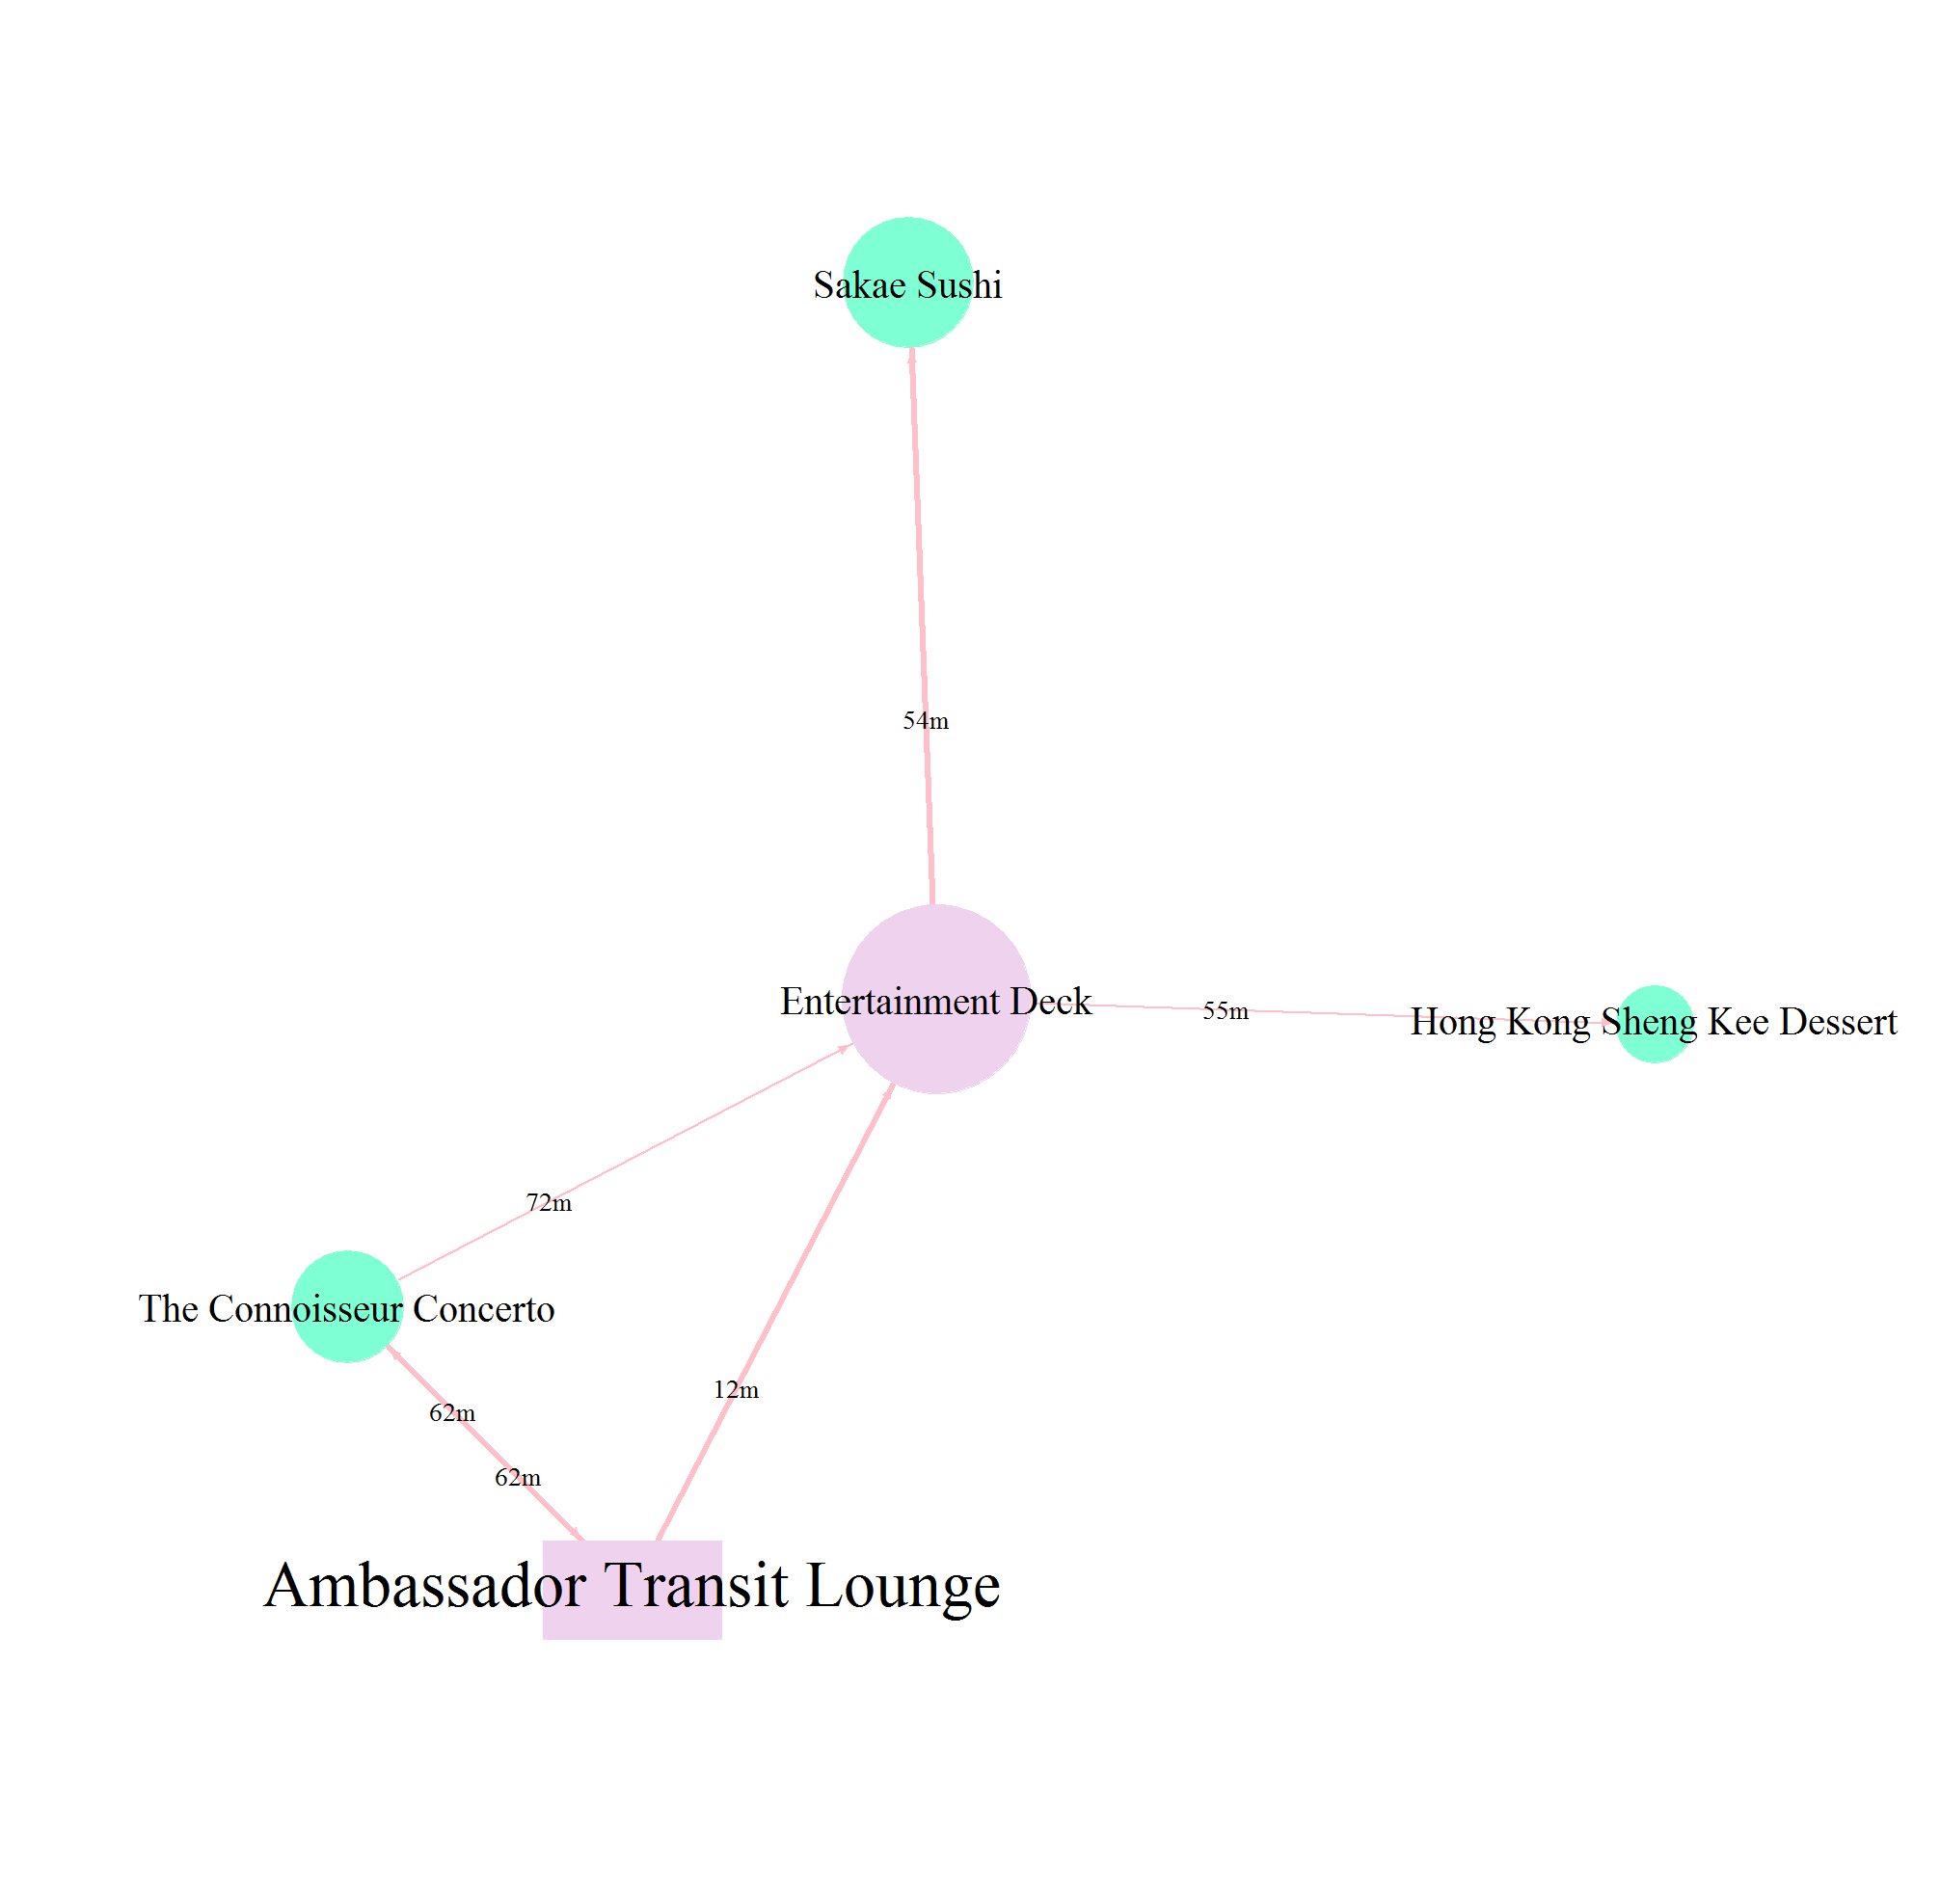 Sakae Sushi
54m
Entertainment Deck
55m
Hong Kong Sheng Kee Dessert
72m
The Connoisseur Concerto
12m
62m
62m
Ambassador Transit Lounge